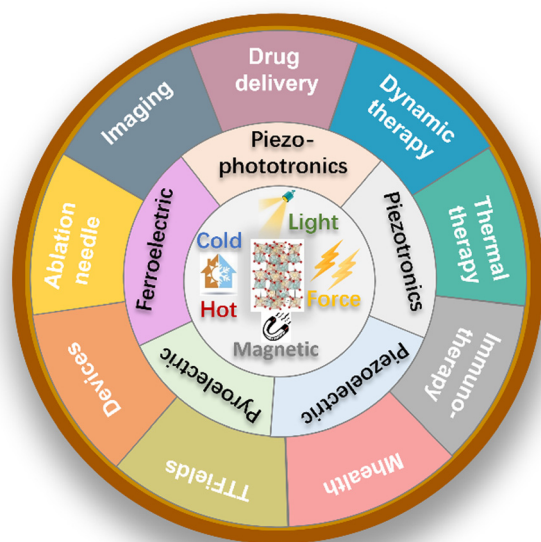 Drug
delivery
Dynamic
therapy
Thermal
therapy
Immuno-
therapy
Mhealth
TTFields
Devices
Ablation
needle
Imaging
Piezo-
phototronics
Piezotronics
Piezoelectric
Pyroelectric
Ferroelectric
Light
Cold
Hot
Force
Magnetic